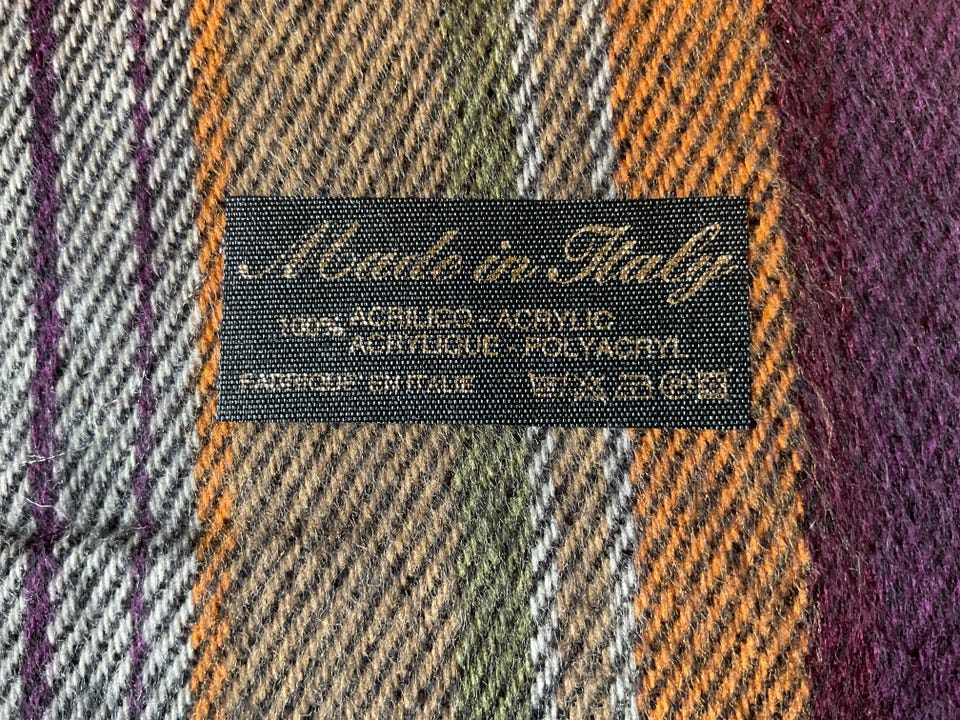 Made in Italy
100% ACRILICO - ACRYLIC
ACRYLIQUE - POLYACRYL
FABRIQUE EN ITALIE